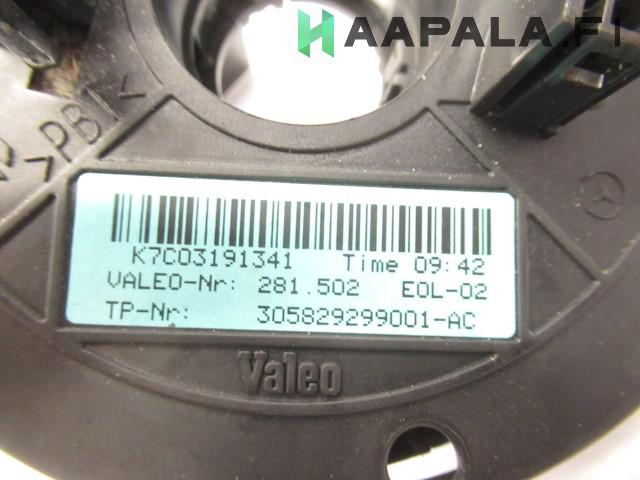 HAAPALA.FI
>PBT<
K7C03191341 Time 09:42
VALEO-Nr: 281.502 EOL-02
TP-Nr: 305829299001-AC
Valeo